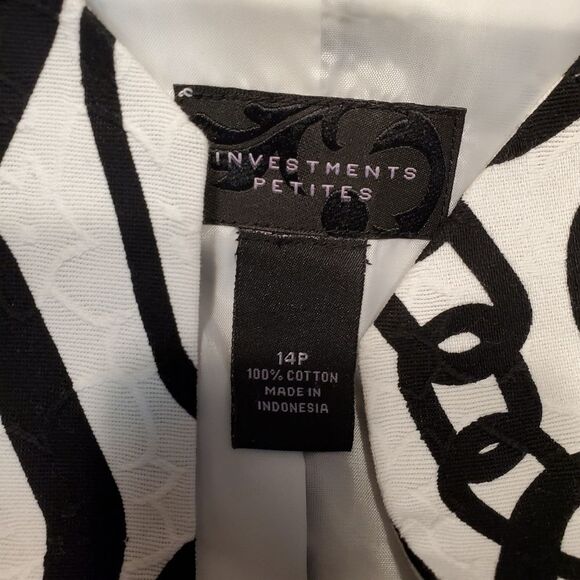 INVESTMENTS
PETITES
14P
100% COTTON
MADE IN
INDONESIA